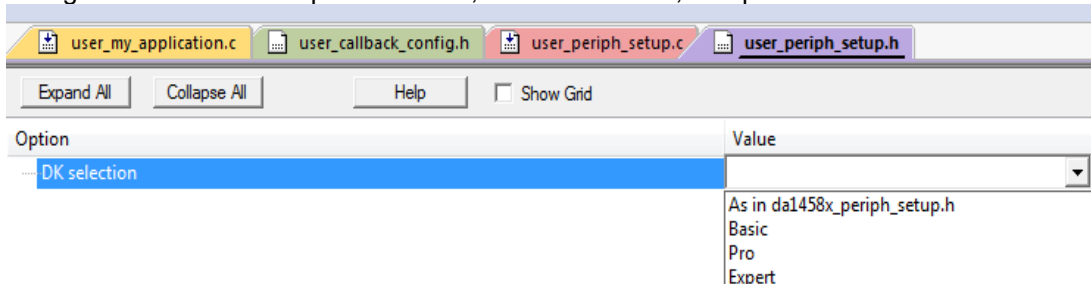 user_my_application.c user_callback_config.h user_periph_setup.c user_periph_setup.h
Expand All Collapse All Help Show Grid
Option Value
DK selection
As in da1458x_periph_setup.h
Basic
Pro
Expert